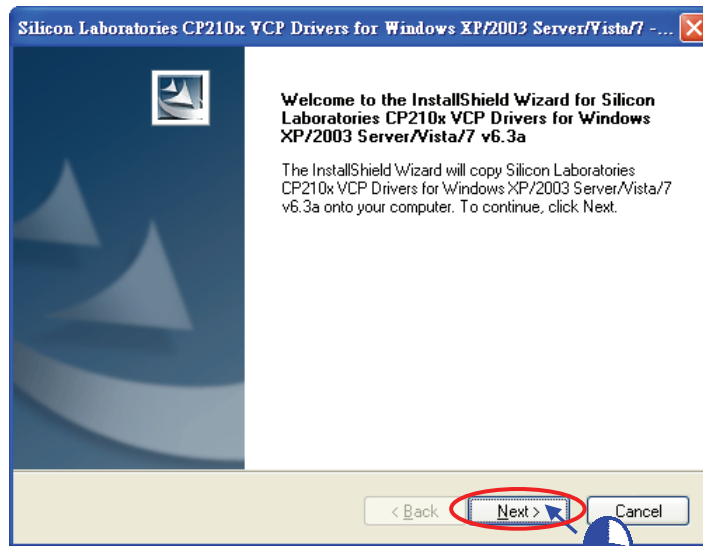 Silicon Laboratories CP210x VCP Drivers for Windows XP/2003 Server/Vista/7 -...
Welcome to the InstallShield Wizard for Silicon
Laboratories CP210x VCP Drivers for Windows
XP/2003 Server/Vista/7 v6.3a
The InstallShield Wizard will copy Silicon Laboratories
CP210x VCP Drivers for Windows XP/2003 Server/Vista/7
v6.3a onto your computer. To continue, click Next.
< Back Next > Cancel